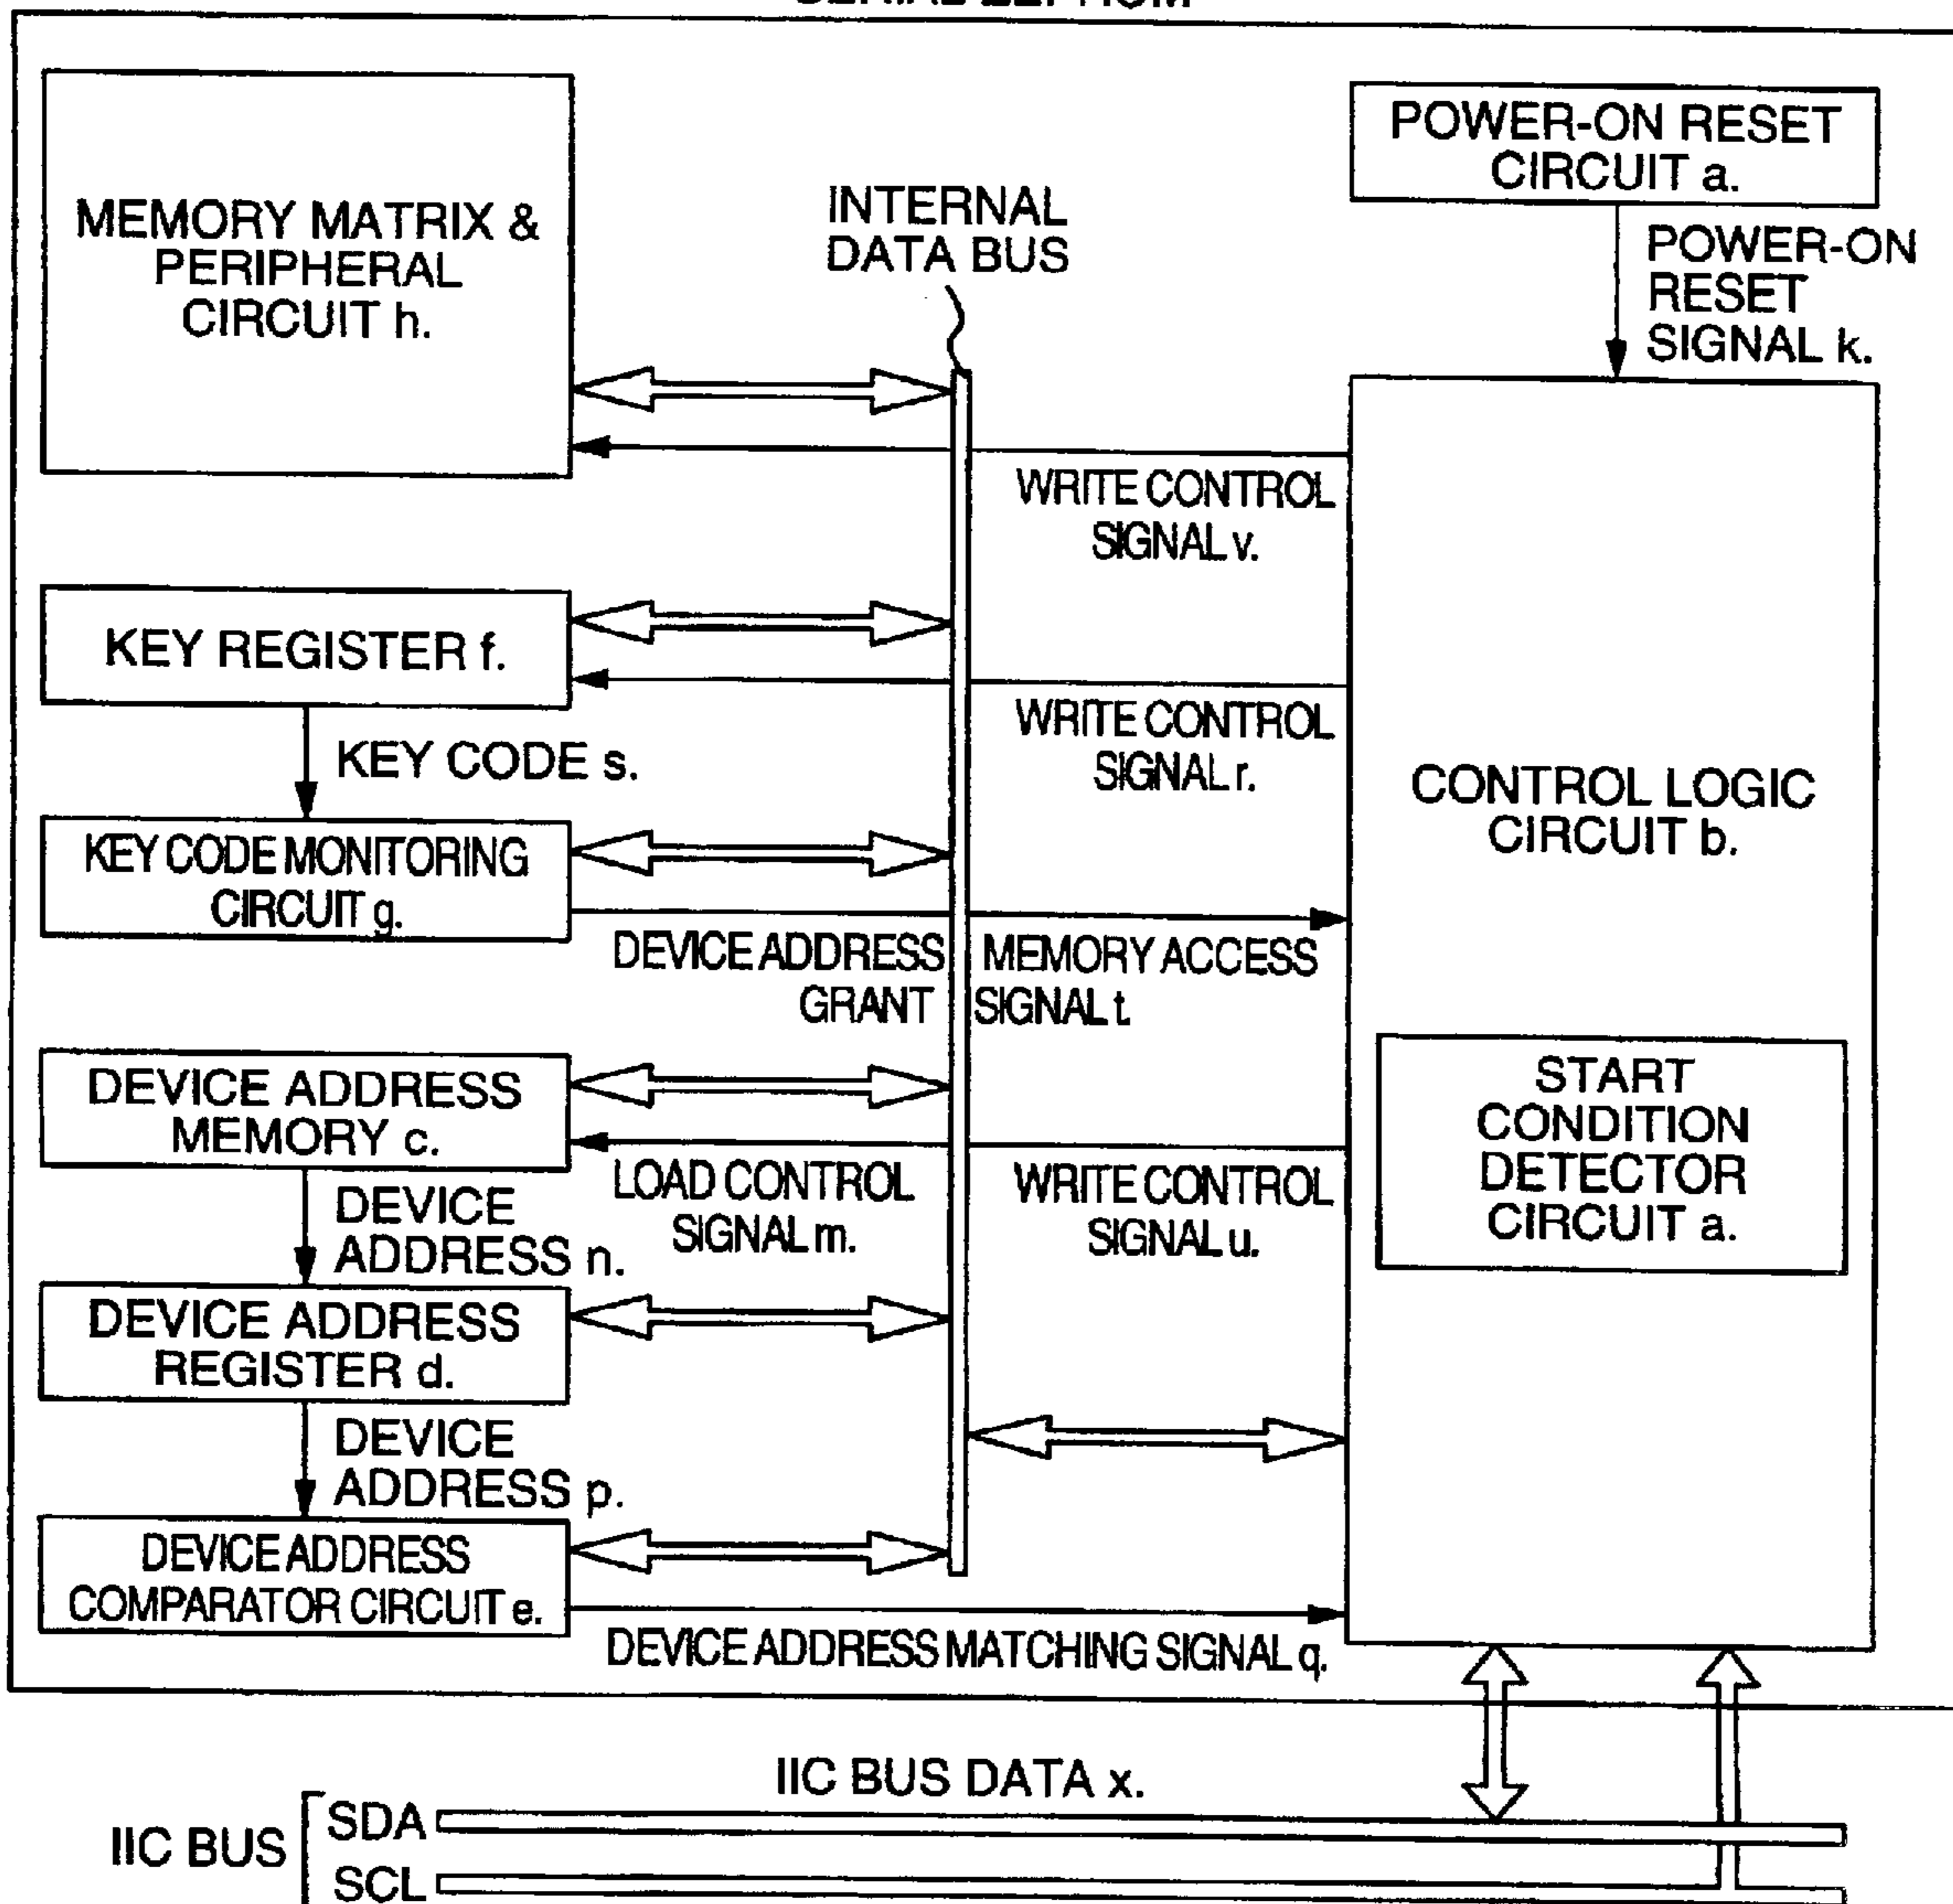 MEMORY MATRIX &
PERIPHERAL
CIRCUIT h.
INTERNAL
DATA BUS
POWER-ON RESET
CIRCUIT a.
POWER-ON
RESET
SIGNAL k.
WRITE CONTROL
SIGNAL v.
KEY REGISTER f.
WRITE CONTROL
SIGNAL r.
KEY CODE s.
CONTROL LOGIC
CIRCUIT b.
KEY CODE MONITORING
CIRCUIT g.
DEVICE ADDRESS MEMORY ACCESS
GRANT SIGNAL t.
START
CONDITION
DETECTOR
CIRCUIT a.
DEVICE ADDRESS
MEMORY c.
LOAD CONTROL
SIGNAL m.
WRITE CONTROL
SIGNAL u.
DEVICE
ADDRESS n.
DEVICE ADDRESS
REGISTER d.
DEVICE
ADDRESS p.
DEVICE ADDRESS
COMPARATOR CIRCUIT e.
DEVICE ADDRESS MATCHING SIGNAL q.
IIC BUS DATA x.
IIC BUS
SDA
SCL